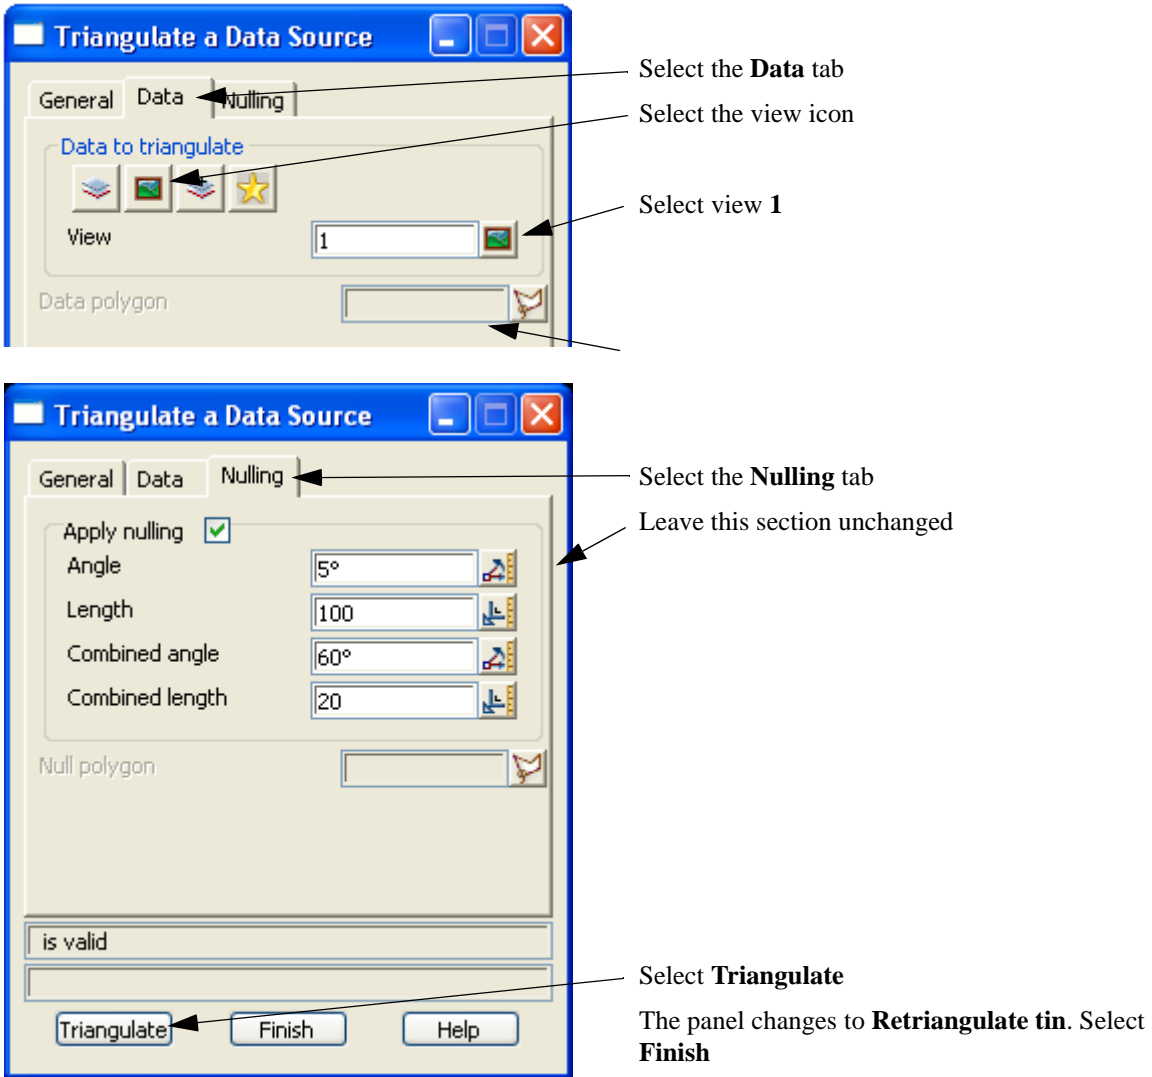 Triangulate a Data Source
General Data Nulling
Data to triangulate
View 1
Data polygon
Select the Data tab
Select the view icon
Select view 1
Triangulate a Data Source
General Data Nulling
Apply nulling
Angle 5°
Length 100
Combined angle 60°
Combined length 20
Null polygon
is valid
Triangulate Finish Help
Select the Nulling tab
Leave this section unchanged
Select Triangulate
The panel changes to Retriangulate tin. Select
Finish